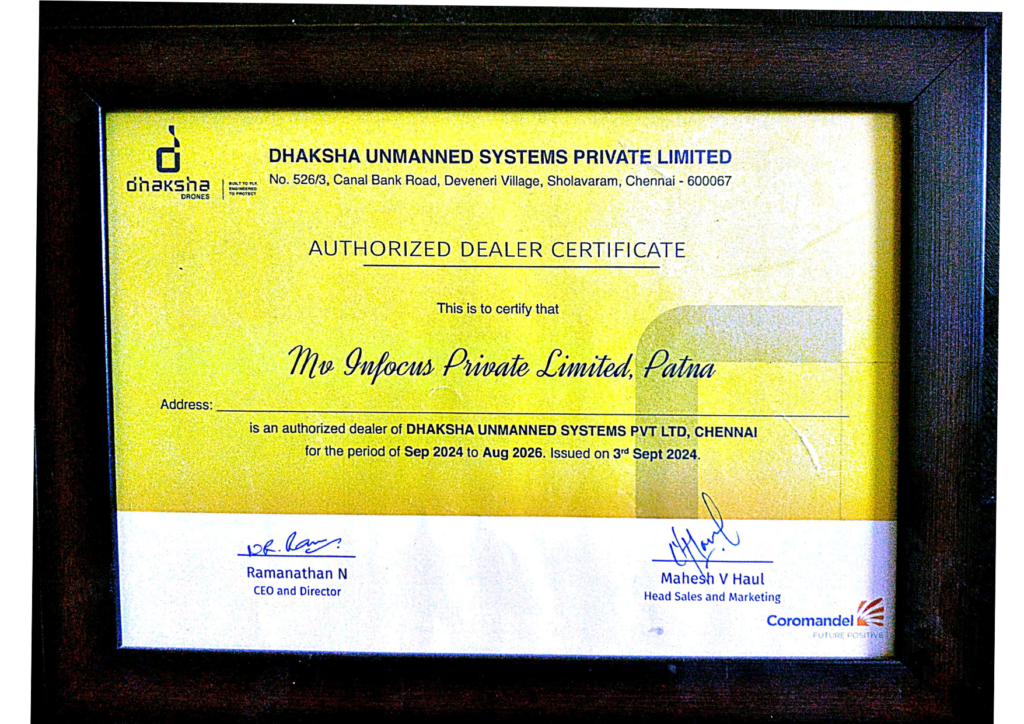 dhaksha
DRONES
BUILT TO FLY,
ENGINEERED
TO PROTECT
DHAKSHA UNMANNED SYSTEMS PRIVATE LIMITED
No. 526/3, Canal Bank Road, Deveneri Village, Sholavaram, Chennai - 600067
AUTHORIZED DEALER CERTIFICATE
This is to certify that
Mv Infocus Private Limited, Patna
Address:
is an authorized dealer of DHAKSHA UNMANNED SYSTEMS PVT LTD, CHENNAI
for the period of Sep 2024 to Aug 2026. Issued on 3rd Sept 2024.
Ramanathan N
CEO and Director
Mahesh V Haul
Head Sales and Marketing
Coromandel
FUTURE POSITIVE